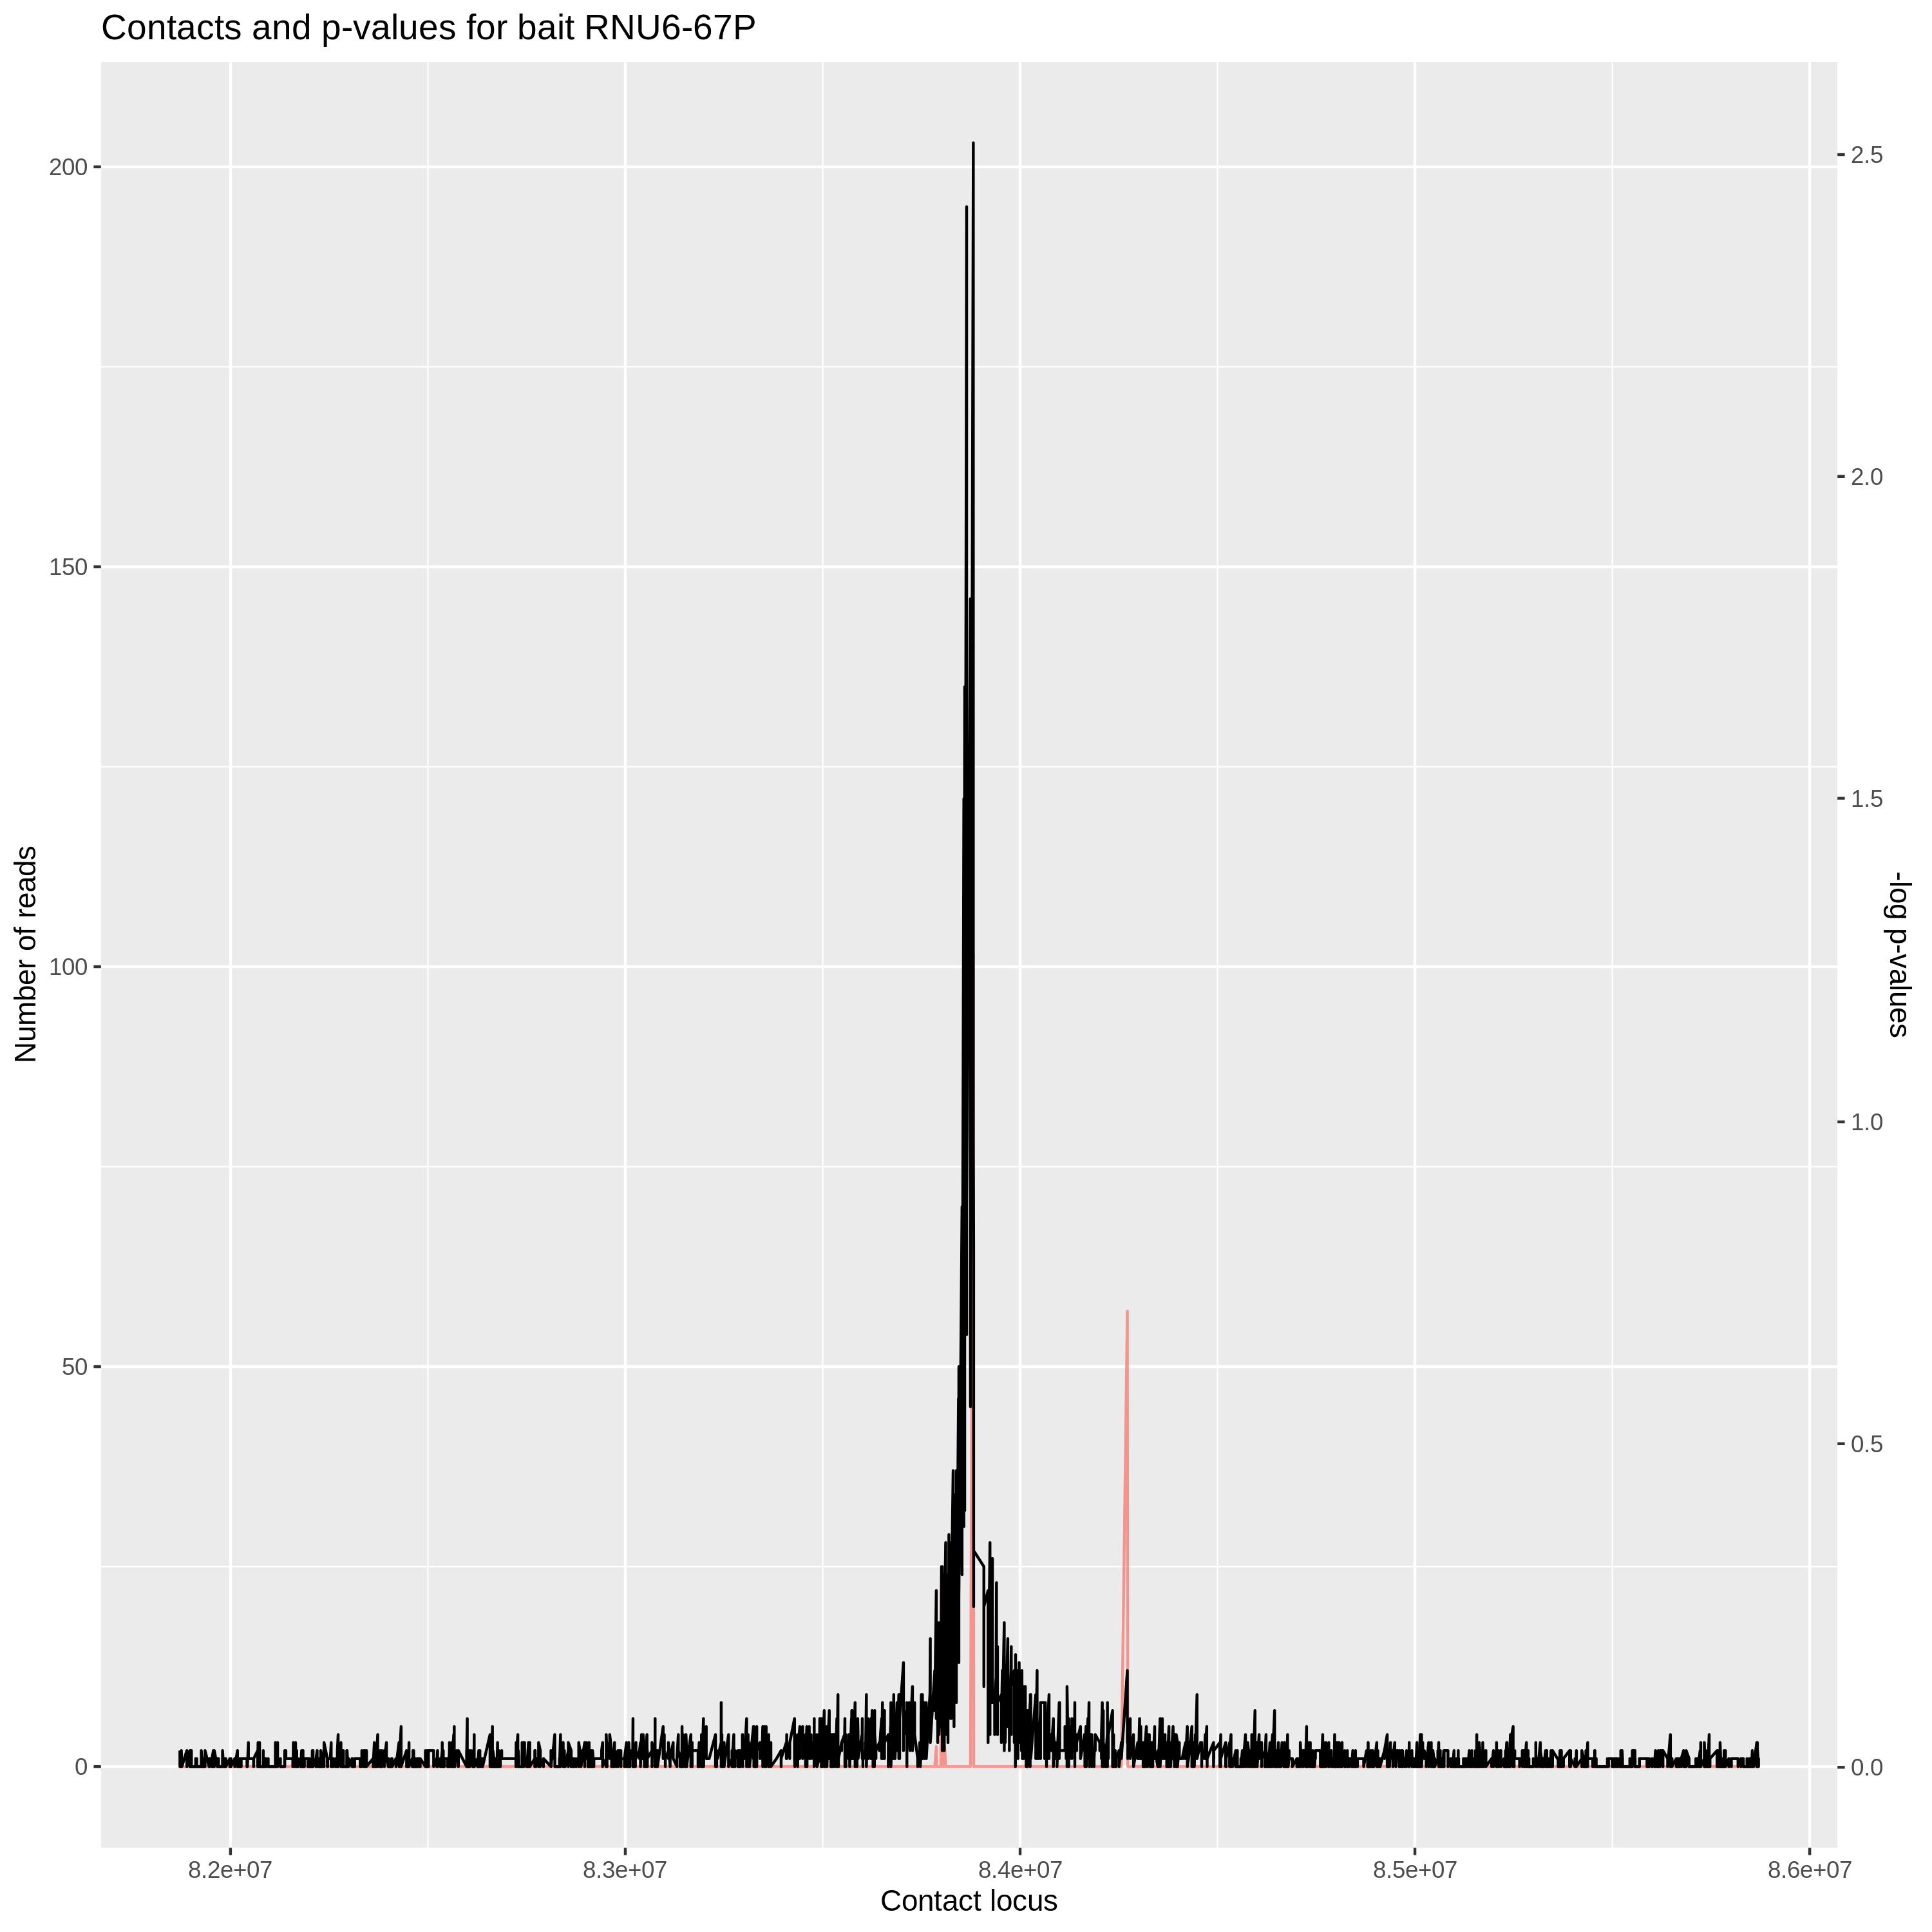 Contacts and p-values for bait RNU6-67P
200
150
100
50
0
Number of reads
2.5
2.0
1.5
1.0
0.5
0.0
-log p-values
8.2e+07
8.3e+07
8.4e+07
8.5e+07
8.6e+07
Contact locus